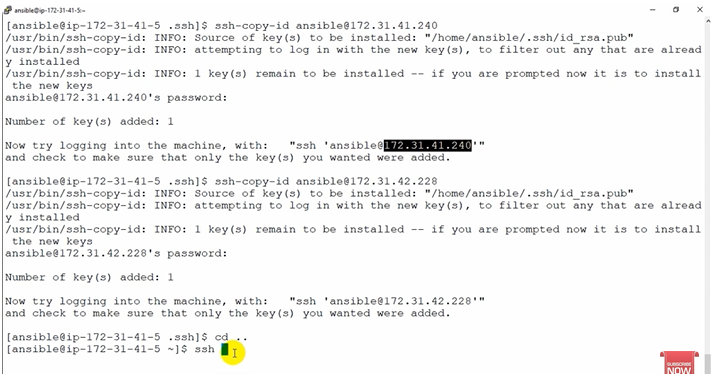 ansible@ip-172-31-41-5:~
[ansible@ip-172-31-41-5 .ssh]$ ssh-copy-id ansible@172.31.41.240
/usr/bin/ssh-copy-id: INFO: Source of key(s) to be installed: "/home/ansible/.ssh/id_rsa.pub"
/usr/bin/ssh-copy-id: INFO: attempting to log in with the new key(s), to filter out any that are alread
y installed
/usr/bin/ssh-copy-id: INFO: 1 key(s) remain to be installed -- if you are prompted now it is to install
the new keys
ansible@172.31.41.240's password:
Number of key(s) added: 1
Now try logging into the machine, with:   "ssh 'ansible@172.31.41.240'"
and check to make sure that only the key(s) you wanted were added.
[ansible@ip-172-31-41-5 .ssh]$ ssh-copy-id ansible@172.31.42.228
/usr/bin/ssh-copy-id: INFO: Source of key(s) to be installed: "/home/ansible/.ssh/id_rsa.pub"
/usr/bin/ssh-copy-id: INFO: attempting to log in with the new key(s), to filter out any that are alread
y installed
/usr/bin/ssh-copy-id: INFO: 1 key(s) remain to be installed -- if you are prompted now it is to install
the new keys
ansible@172.31.42.228's password:
Number of key(s) added: 1
Now try logging into the machine, with:   "ssh 'ansible@172.31.42.228'"
and check to make sure that only the key(s) you wanted were added.
[ansible@ip-172-31-41-5 .ssh]$ cd ..
[ansible@ip-172-31-41-5 ~]$ ssh
SUBSCRIBE
NOW